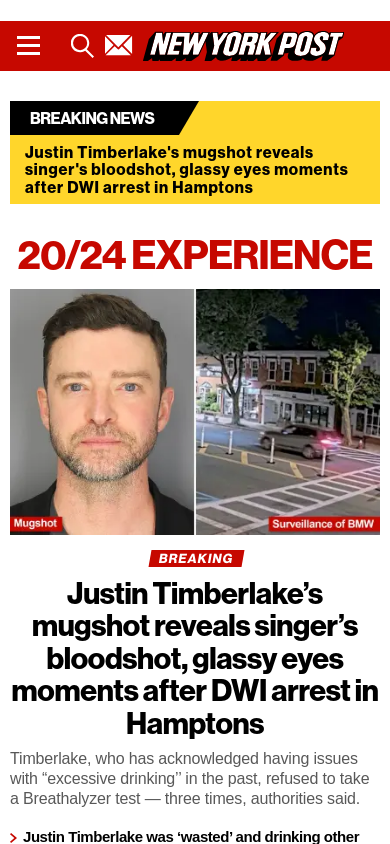 NEW YORK POST
BREAKING NEWS
Justin Timberlake's mugshot reveals
singer's bloodshot, glassy eyes moments
after DWI arrest in Hamptons
20/24 EXPERIENCE
Mugshot
Surveillance of BMW
BREAKING
Justin Timberlake’s
mugshot reveals singer’s
bloodshot, glassy eyes
moments after DWI arrest in
Hamptons
Timberlake, who has acknowledged having issues
with “excessive drinking’’ in the past, refused to take
a Breathalyzer test — three times, authorities said.
Justin Timberlake was ‘wasted’ and drinking other